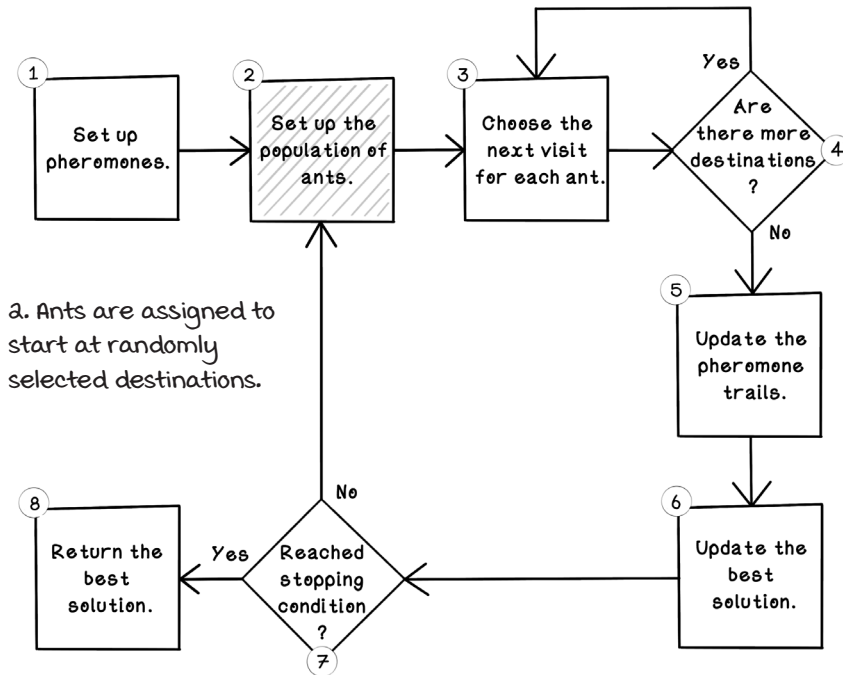 1
Set up
pheromones.
2
Set up the
population of
ants.
3
Choose the
next visit
for each ant.
Yes
Are
there more
destinations
?
4
No
5
Update the
pheromone
trails.
2. Ants are assigned to
start at randomly
selected destinations.
6
Update the
best
solution.
No
Reached
stopping
condition
?
7
Yes
8
Return the
best
solution.